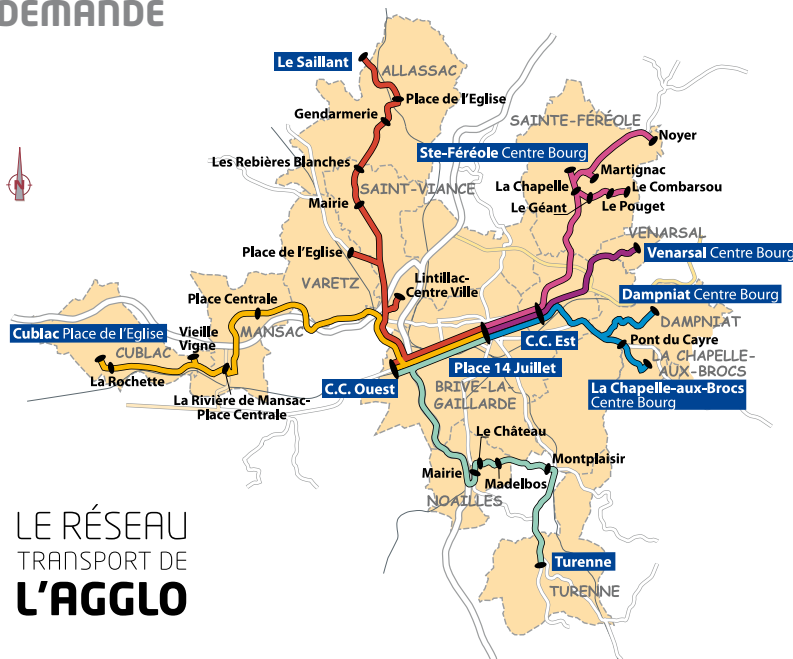 DEMANDE
Le Saillant
ALLASSAC
Place de l'Eglise
Gendarmerie
SAINTE-FÉRÉOLE
Noyer
Ste-Féréole Centre Bourg
Les Rebières Blanches
Martignac
La Chapelle
Le Combarsou
SAINT-VIANCE
Le Géant
Le Pouget
Mairie
VENARSAL
Place de l'Eglise
Venarsal Centre Bourg
VARETZ
Lintillac-
Centre Ville
Dampniat Centre Bourg
Place Centrale
DAMPNIAT
Cublac Place de l'Eglise
Vieille
Vigne
MANSAC
C.C. Est
Pont du Cayre
CUBLAC
LA CHAPELLE-
AUX-BROCS
La Rochette
Place 14 Juillet
C.C. Ouest
BRIVE-LA-
GAILLARDE
La Chapelle-aux-Brocs
Centre Bourg
La Rivière de Mansac-
Place Centrale
Le Château
Mairie
Madelbos
Montplaisir
NOAILLES
N
LE RÉSEAU
TRANSPORT DE
L'AGGLO
Turenne
TURENNE